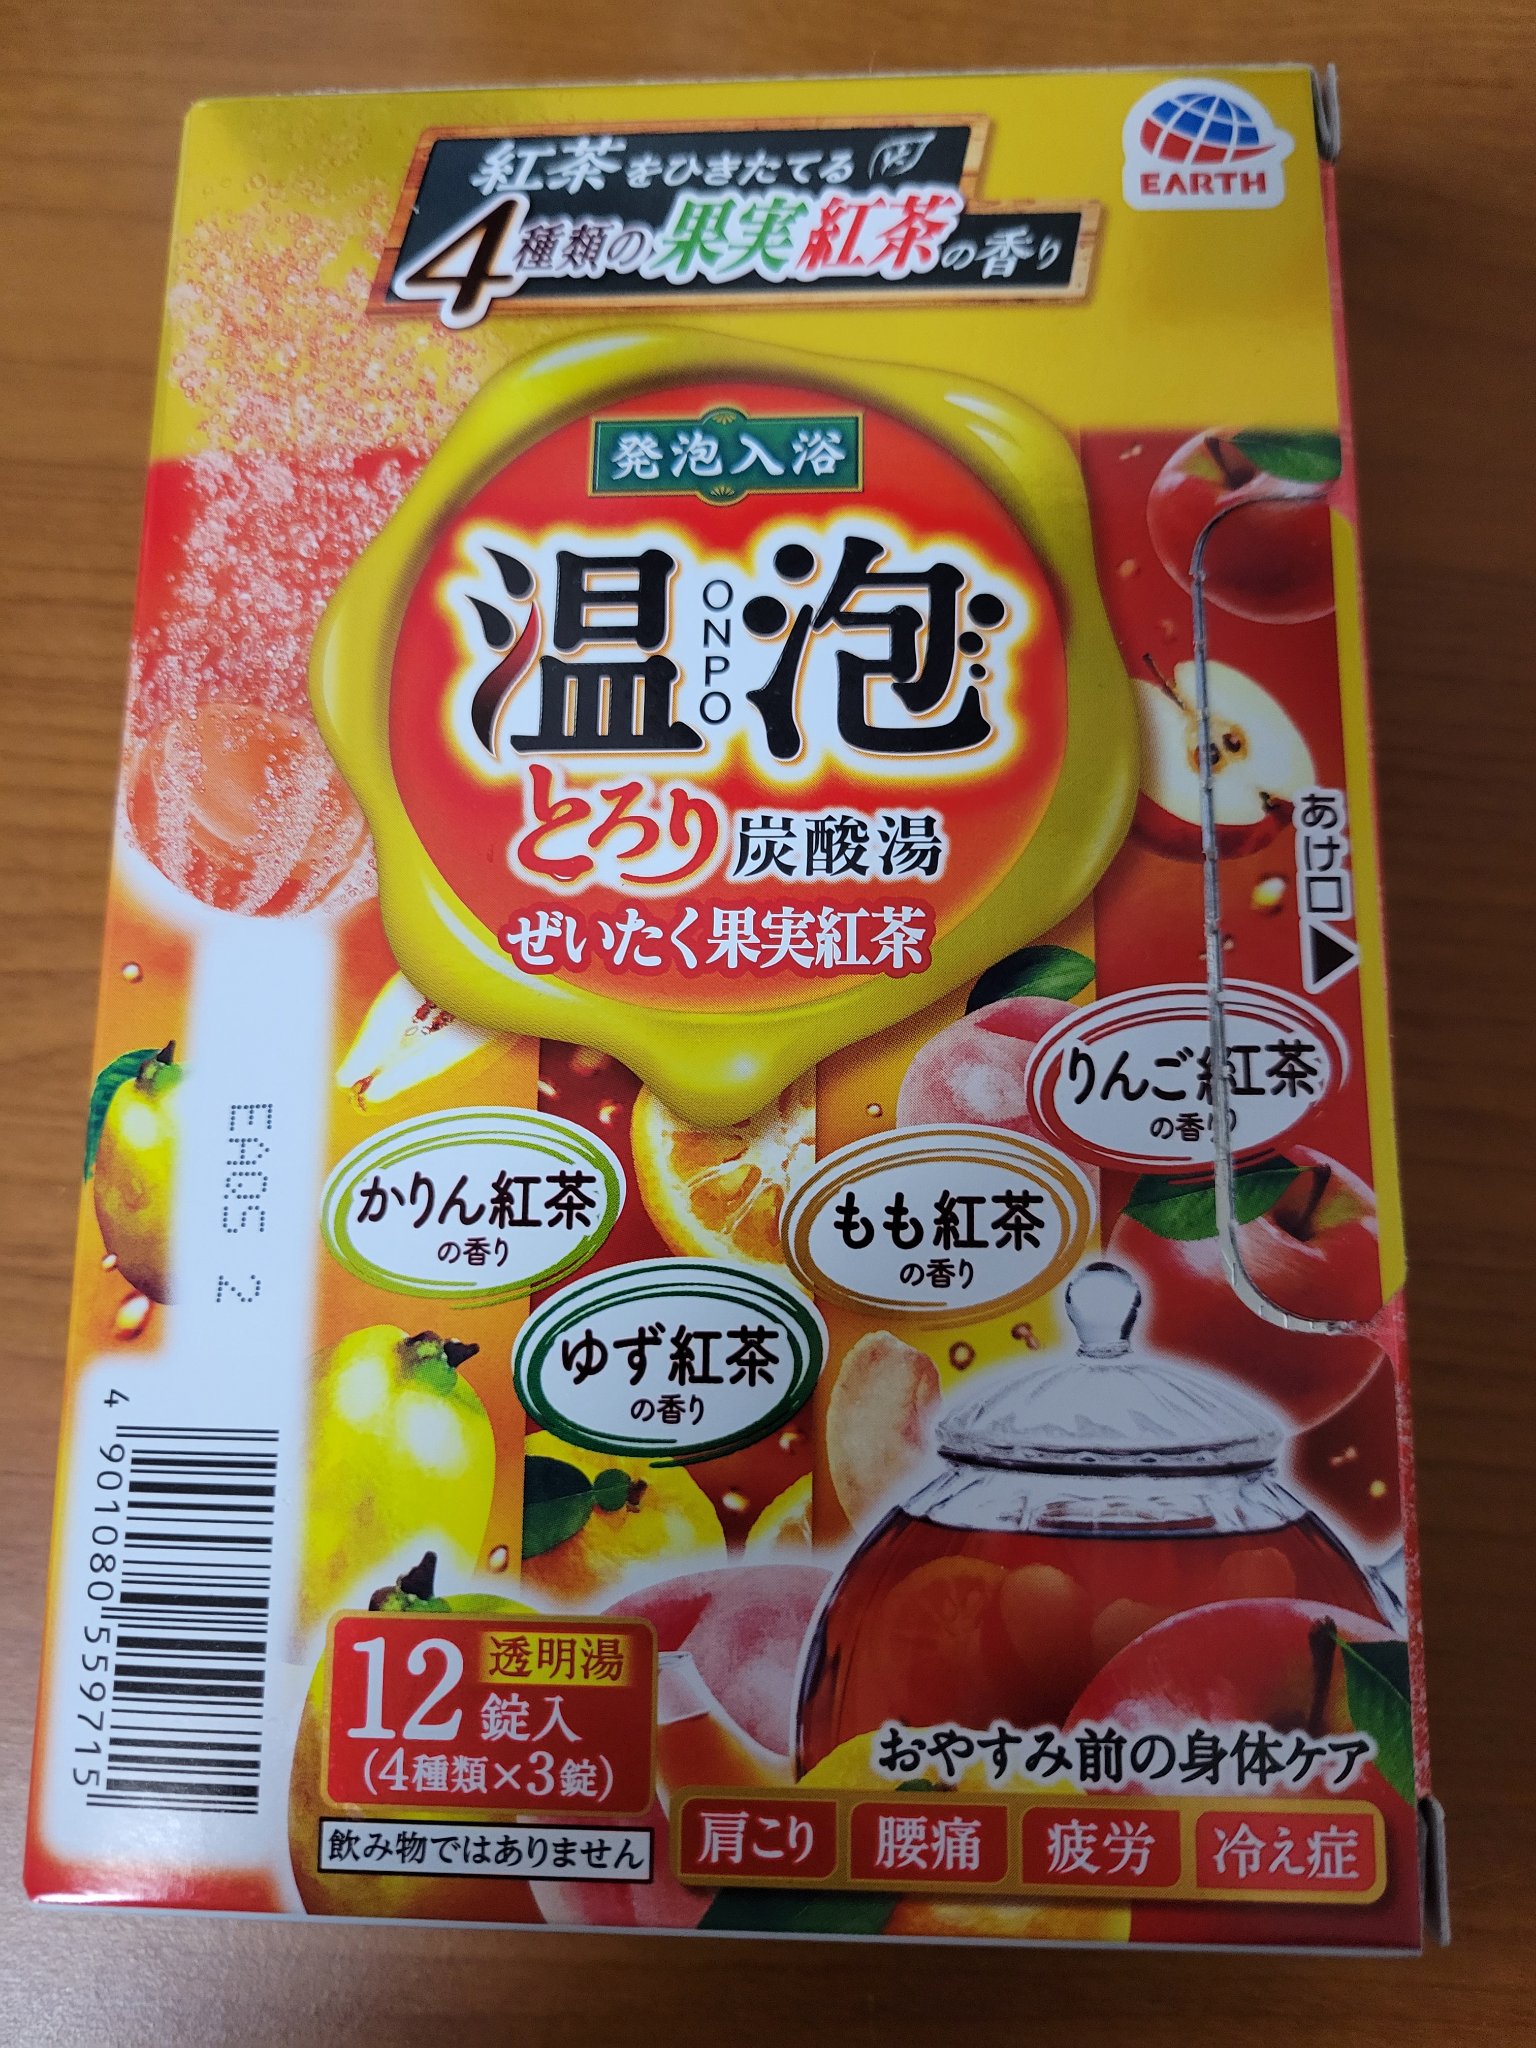 紅茶をひきたてる
4種類の果実紅茶の香り
EARTH
発泡入浴
温泡
ONPO
とろり炭酸湯
ぜいたく果実紅茶
あけ口
りんご紅茶
の香り
かりん紅茶
の香り
もも紅茶
の香り
ゆず紅茶
の香り
EAQS 2
4 901080 559715
12錠入
透明湯
(4種類×3錠)
飲み物ではありません
おやすみ前の身体ケア
肩こり
腰痛
疲労
冷え症